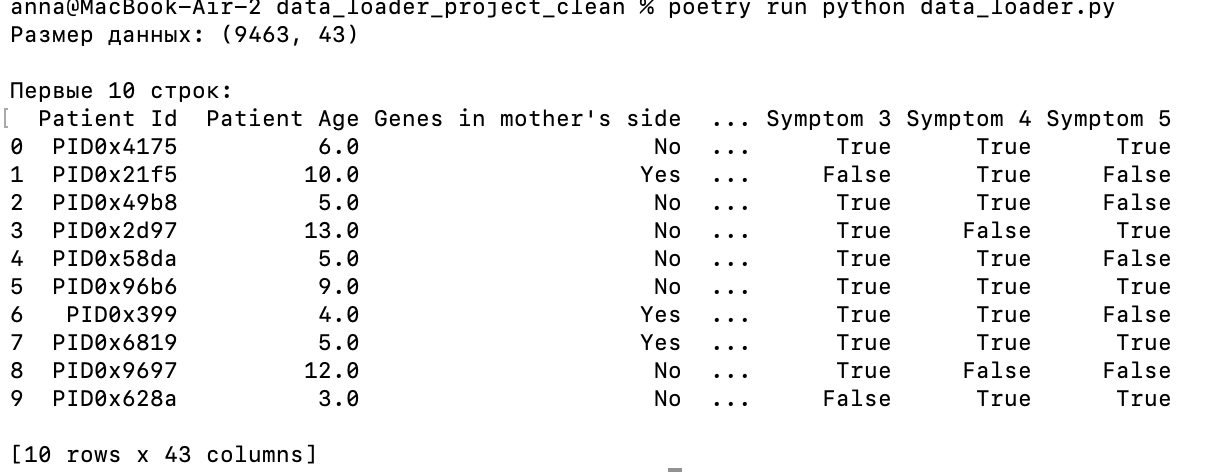 anna@MacBook-Air-2 data_loader_project_clean % poetry run python data_loader.py
Размер данных: (9463, 43)
Первые 10 строк:
[  Patient Id  Patient Age Genes in mother's side  ... Symptom 3 Symptom 4 Symptom 5
0  PID0x4175         6.0                     No  ...      True      True      True
1  PID0x21f5        10.0                    Yes  ...     False      True     False
2  PID0x49b8         5.0                     No  ...      True      True     False
3  PID0x2d97        13.0                     No  ...      True     False      True
4  PID0x58da         5.0                     No  ...      True      True     False
5  PID0x96b6         9.0                     No  ...      True      True      True
6   PID0x399         4.0                    Yes  ...      True      True     False
7  PID0x6819         5.0                    Yes  ...      True      True      True
8  PID0x9697        12.0                     No  ...      True     False     False
9  PID0x628a         3.0                     No  ...     False      True      True
[10 rows x 43 columns]